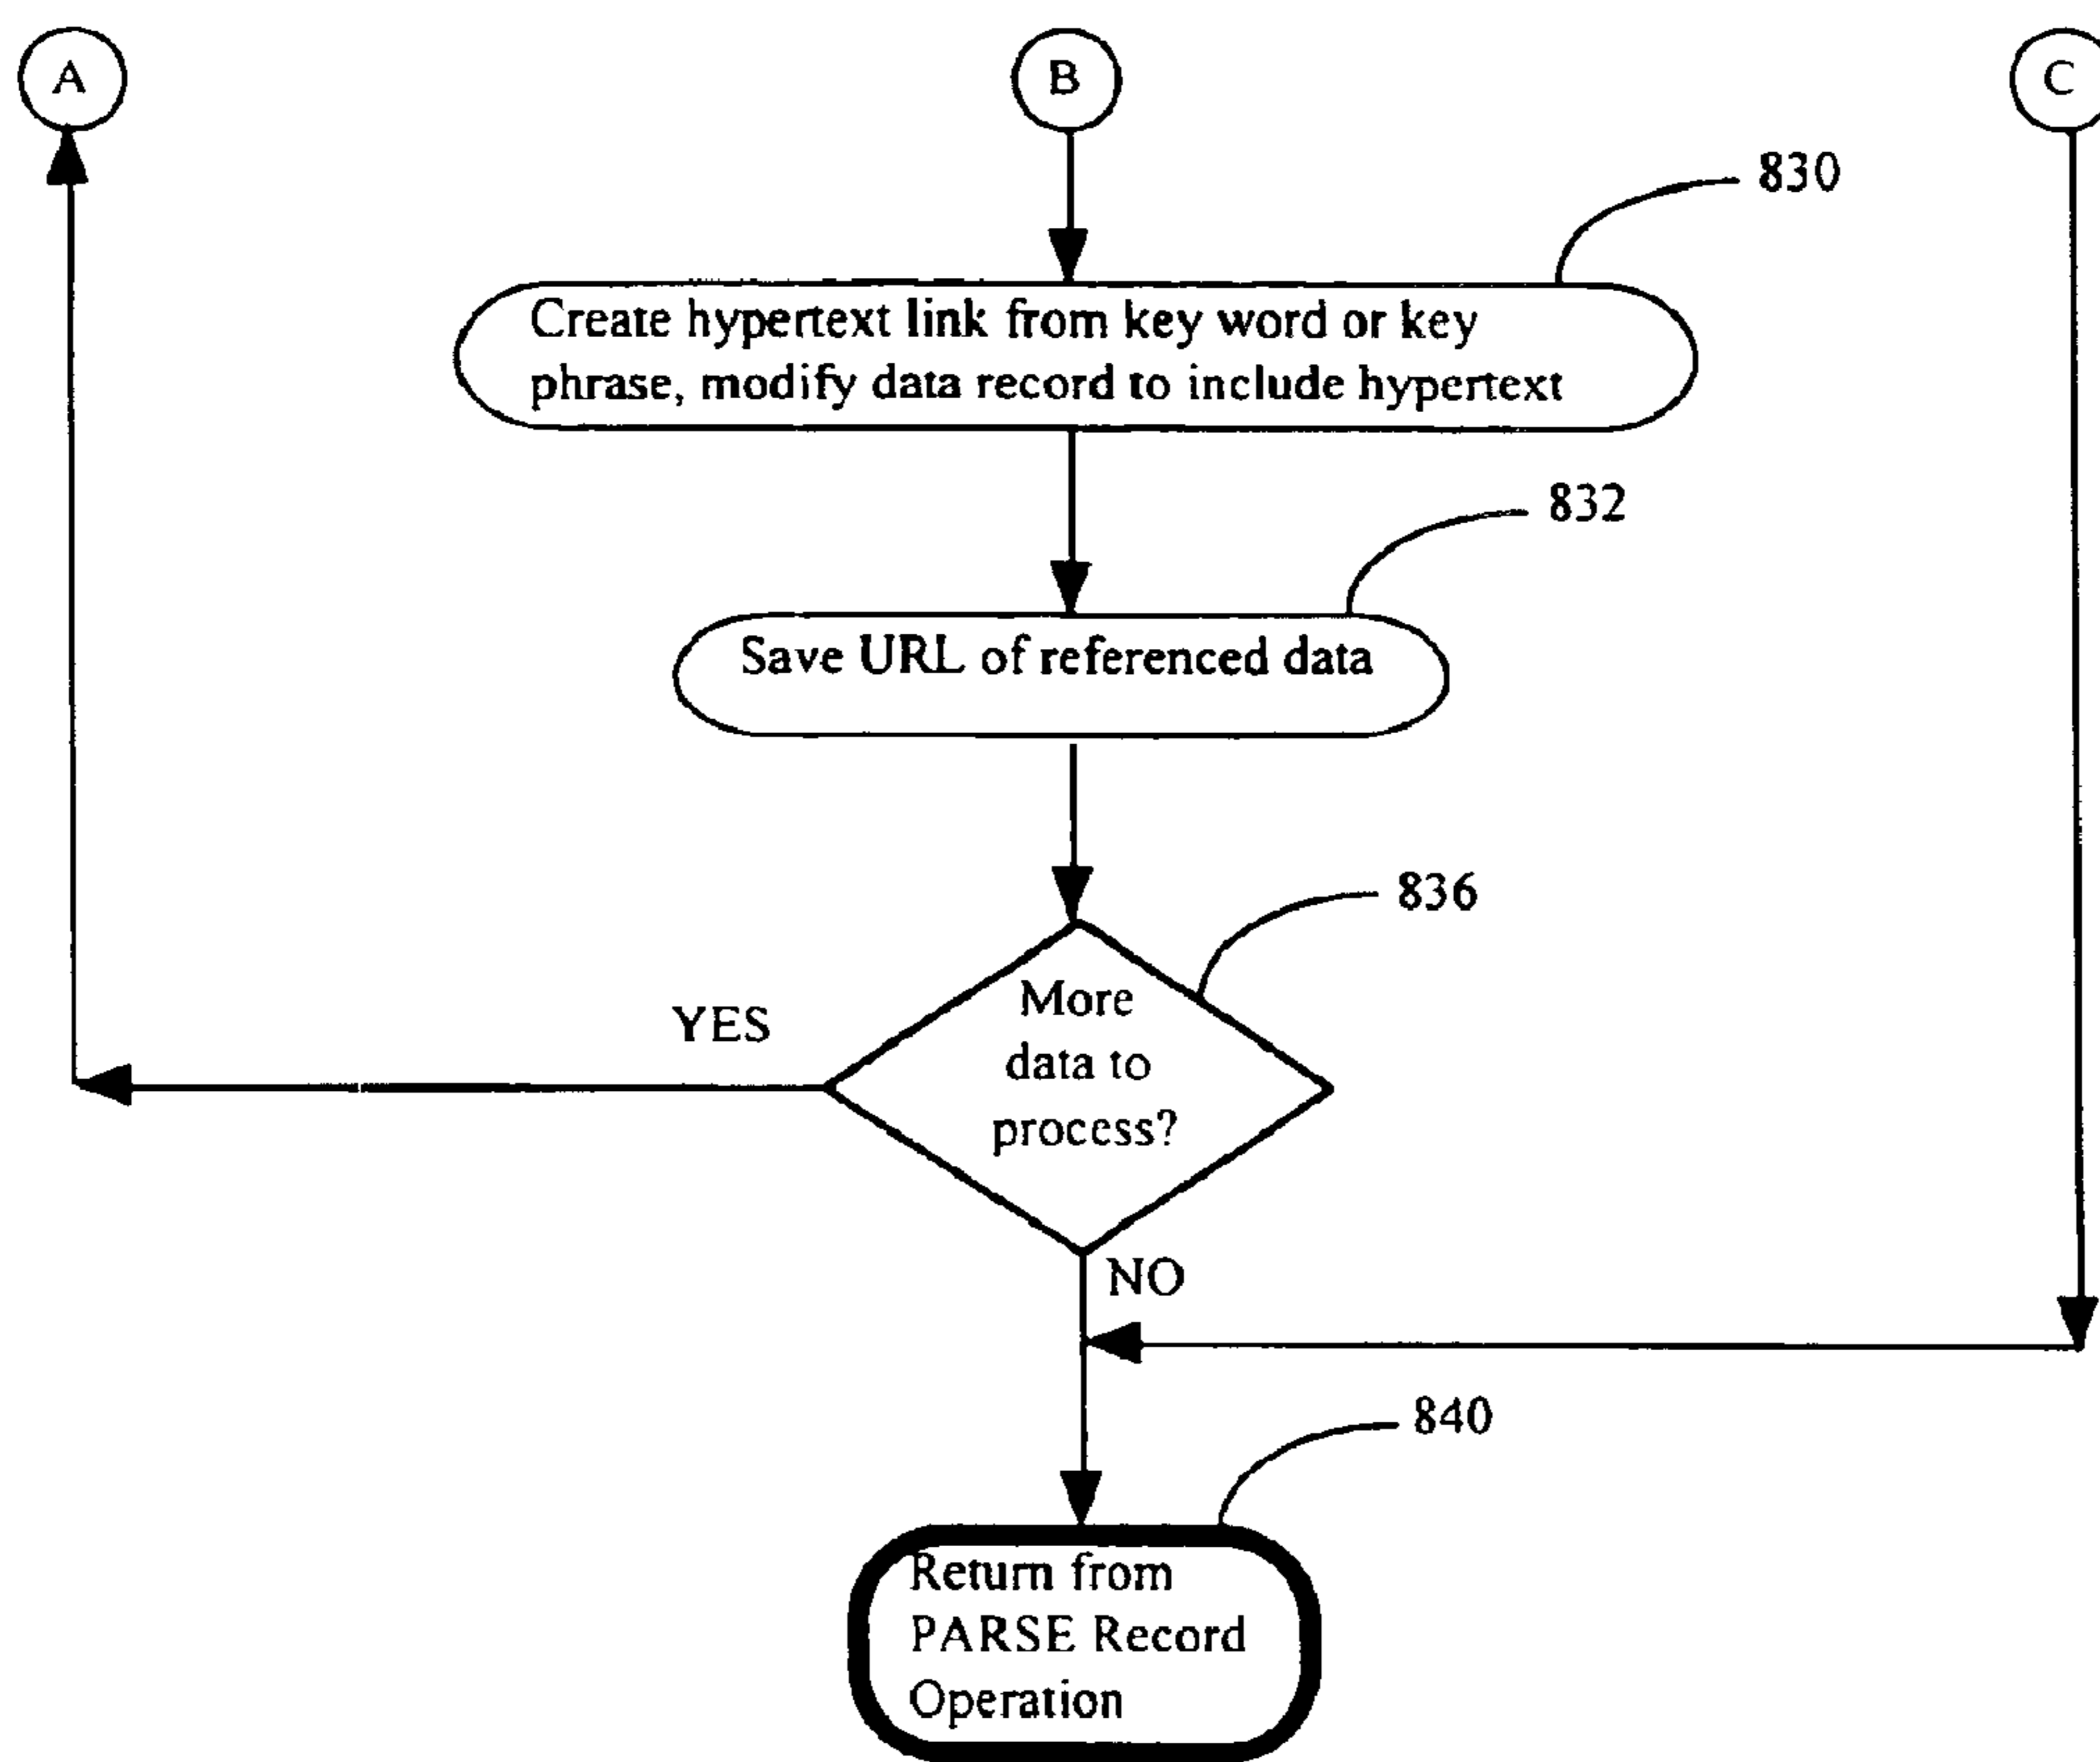 A
B
C
830
Create hypertext link from key word or key
phrase, modify data record to include hypertext
832
Save URL of referenced data
836
More
data to
process?
YES
NO
840
Return from
PARSE Record
Operation